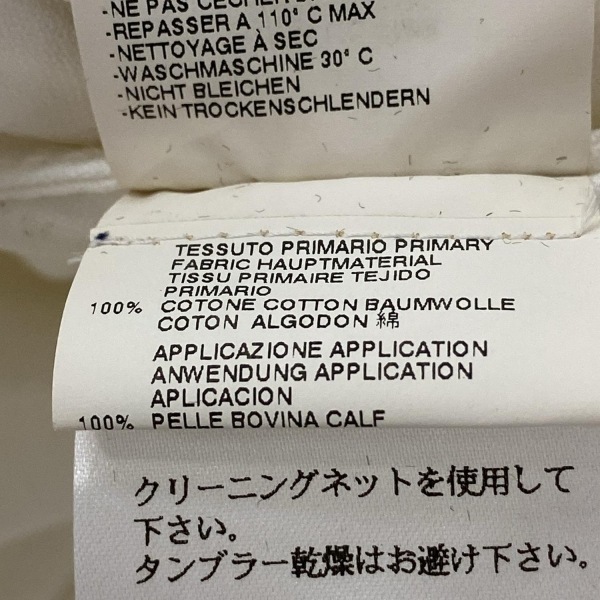 -NE PAS
-REPASSER A 110° C MAX
-NETTOYAGE À SEC
-WASCHMASCHINE 30° C
-NICHT BLEICHEN
-KEIN TROCKENSCHLENDERN
TESSUTO PRIMARIO PRIMARY
FABRIC HAUPTMATERIAL
TISSU PRIMAIRE TEJIDO
PRIMARIO
100% COTONE COTTON BAUMWOLLE
COTON ALGODON 綿
APPLICAZIONE APPLICATION
ANWENDUNG APPLICATION
APLICACION
100% PELLE BOVINA CALF
クリーニングネットを使用して
下さい。
タンブラー乾燥はお避け下さい。